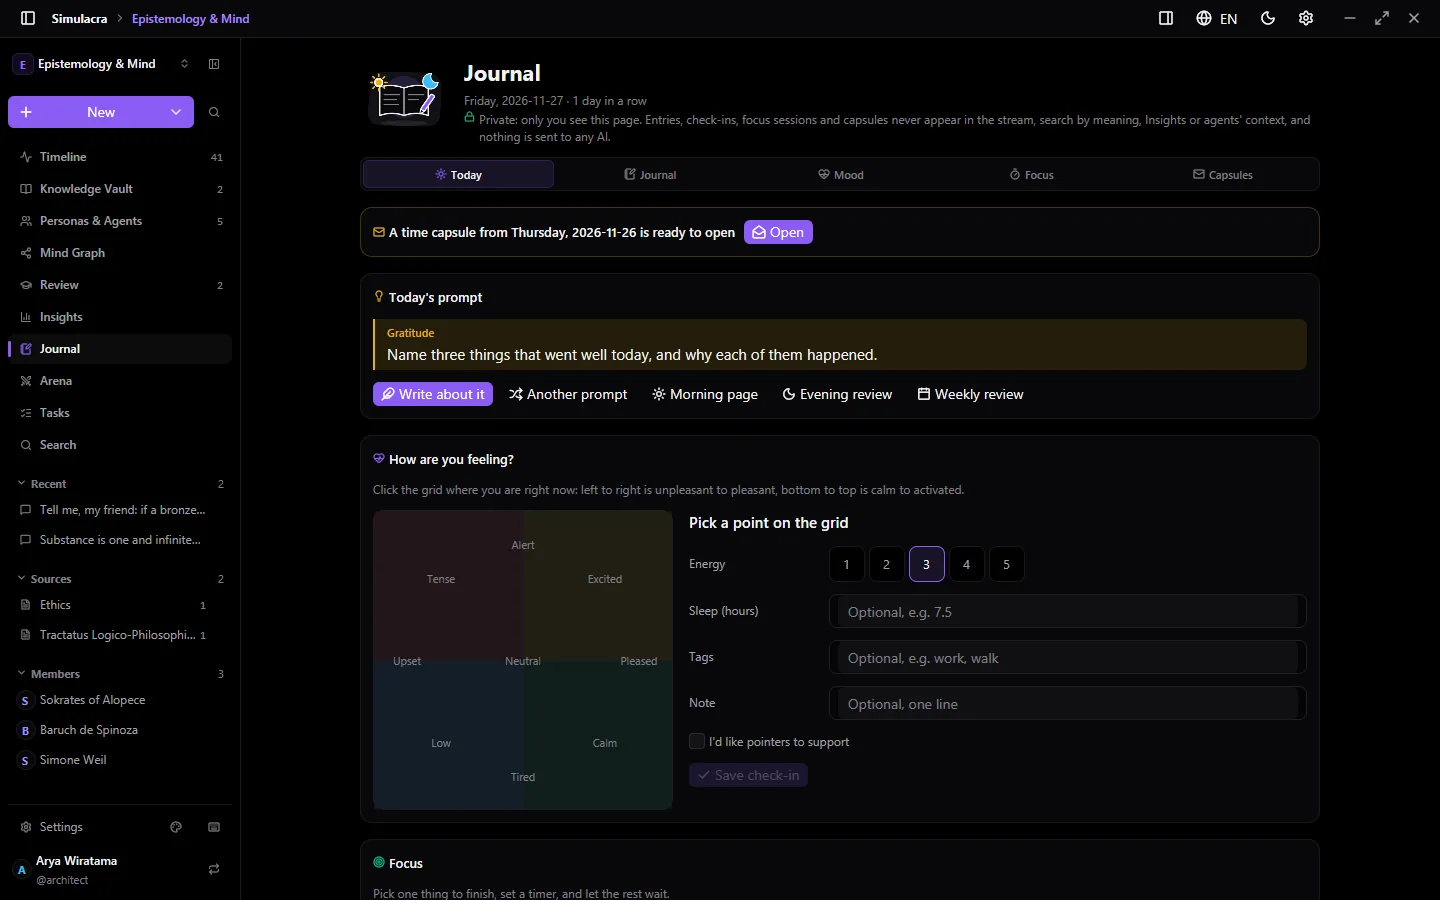 Simulacra
Epistemology & Mind
EN
E
Epistemology & Mind
New
Timeline 41
Knowledge Vault 2
Personas & Agents 5
Mind Graph
Review 2
Insights
Journal
Arena
Tasks
Search
Recent 2
Tell me, my friend: if a bronze...
Substance is one and infinite...
Sources 2
Ethics 1
Tractatus Logico-Philosophi... 1
Members 3
S Sokrates of Alopece
B Baruch de Spinoza
S Simone Weil
Settings
A
Arya Wiratama
@architect
Journal
Friday, 2026-11-27 · 1 day in a row
Private: only you see this page. Entries, check-ins, focus sessions and capsules never appear in the stream, search by meaning, Insights or agents' context, and
nothing is sent to any AI.
Today
Journal
Mood
Focus
Capsules
A time capsule from Thursday, 2026-11-26 is ready to open
Open
Today's prompt
Gratitude
Name three things that went well today, and why each of them happened.
Write about it
Another prompt
Morning page
Evening review
Weekly review
How are you feeling?
Click the grid where you are right now: left to right is unpleasant to pleasant, bottom to top is calm to activated.
Alert
Tense
Excited
Upset
Neutral
Pleased
Low
Calm
Tired
Pick a point on the grid
Energy
1 2 3 4 5
Sleep (hours)
Optional, e.g. 7.5
Tags
Optional, e.g. work, walk
Note
Optional, one line
I'd like pointers to support
Save check-in
Focus
Pick one thing to finish, set a timer, and let the rest wait.